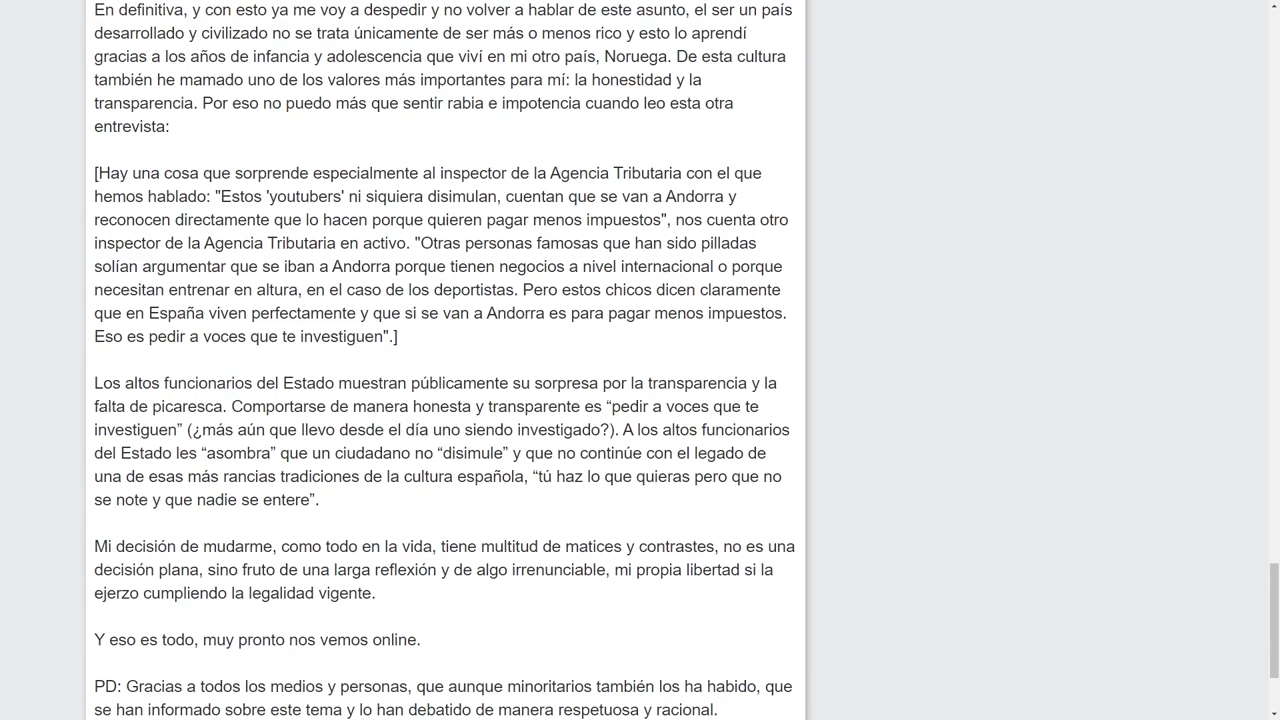 En definitiva, y con esto ya me voy a despedir y no volver a hablar de este asunto, el ser un país
desarrollado y civilizado no se trata únicamente de ser más o menos rico y esto lo aprendí
gracias a los años de infancia y adolescencia que viví en mi otro país, Noruega. De esta cultura
también he mamado uno de los valores más importantes para mí: la honestidad y la
transparencia. Por eso no puedo más que sentir rabia e impotencia cuando leo esta otra
entrevista:
[Hay una cosa que sorprende especialmente al inspector de la Agencia Tributaria con el que
hemos hablado: "Estos 'youtubers' ni siquiera disimulan, cuentan que se van a Andorra y
reconocen directamente que lo hacen porque quieren pagar menos impuestos", nos cuenta otro
inspector de la Agencia Tributaria en activo. "Otras personas famosas que han sido pilladas
solían argumentar que se iban a Andorra porque tienen negocios a nivel internacional o porque
necesitan entrenar en altura, en el caso de los deportistas. Pero estos chicos dicen claramente
que en España viven perfectamente y que si se van a Andorra es para pagar menos impuestos.
Eso es pedir a voces que te investiguen".]
Los altos funcionarios del Estado muestran públicamente su sorpresa por la transparencia y la
falta de picaresca. Comportarse de manera honesta y transparente es “pedir a voces que te
investiguen” (¿más aún que llevo desde el día uno siendo investigado?). A los altos funcionarios
del Estado les “asombra” que un ciudadano no “disimule” y que no continúe con el legado de
una de esas más rancias tradiciones de la cultura española, “tú haz lo que quieras pero que no
se note y que nadie se entere”.
Mi decisión de mudarme, como todo en la vida, tiene multitud de matices y contrastes, no es una
decisión plana, sino fruto de una larga reflexión y de algo irrenunciable, mi propia libertad si la
ejerzo cumpliendo la legalidad vigente.
Y eso es todo, muy pronto nos vemos online.
PD: Gracias a todos los medios y personas, que aunque minoritarios también los ha habido, que
se han informado sobre este tema y lo han debatido de manera respetuosa y racional.